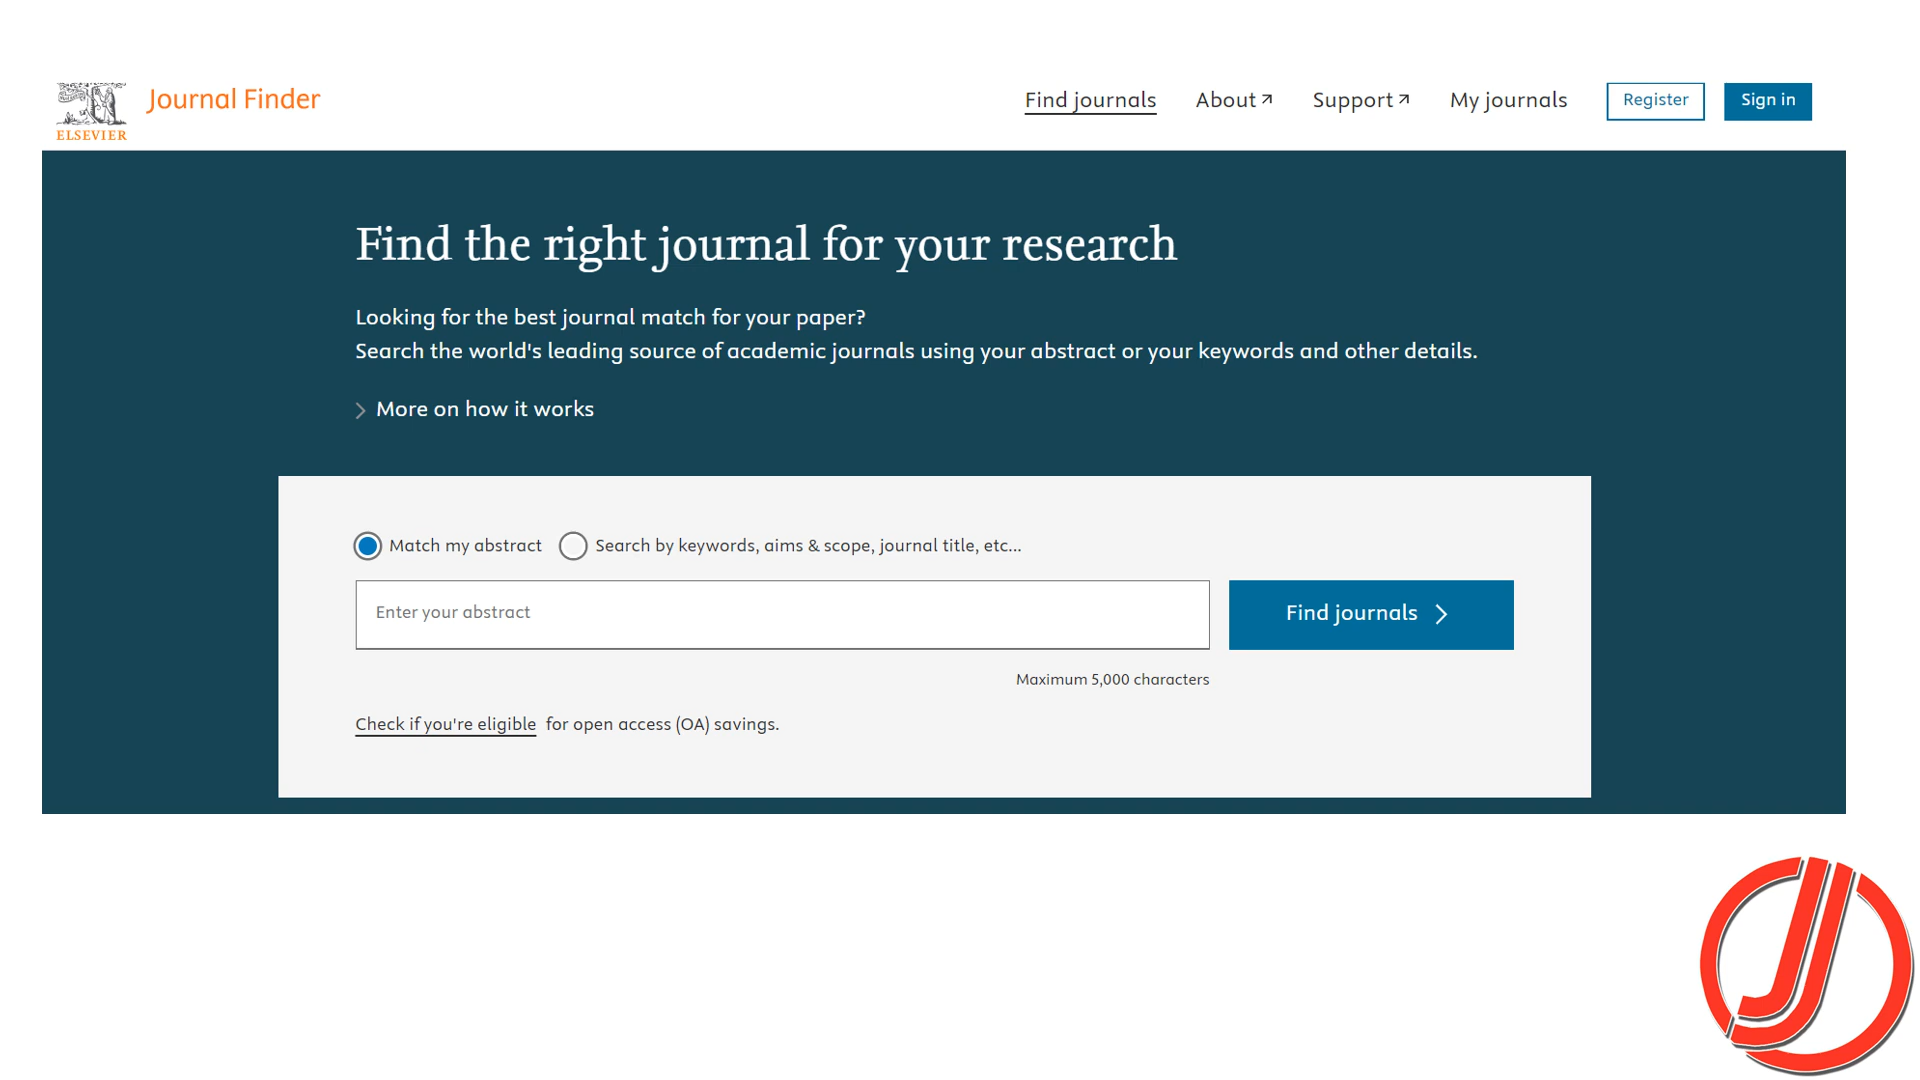 ELSEVIER
Journal Finder
Find journals
About
Support
My journals
Register
Sign in
Find the right journal for your research
Looking for the best journal match for your paper?
Search the world's leading source of academic journals using your abstract or your keywords and other details.
More on how it works
Match my abstract
Search by keywords, aims & scope, journal title, etc...
Enter your abstract
Find journals
Maximum 5,000 characters
Check if you're eligible for open access (OA) savings.